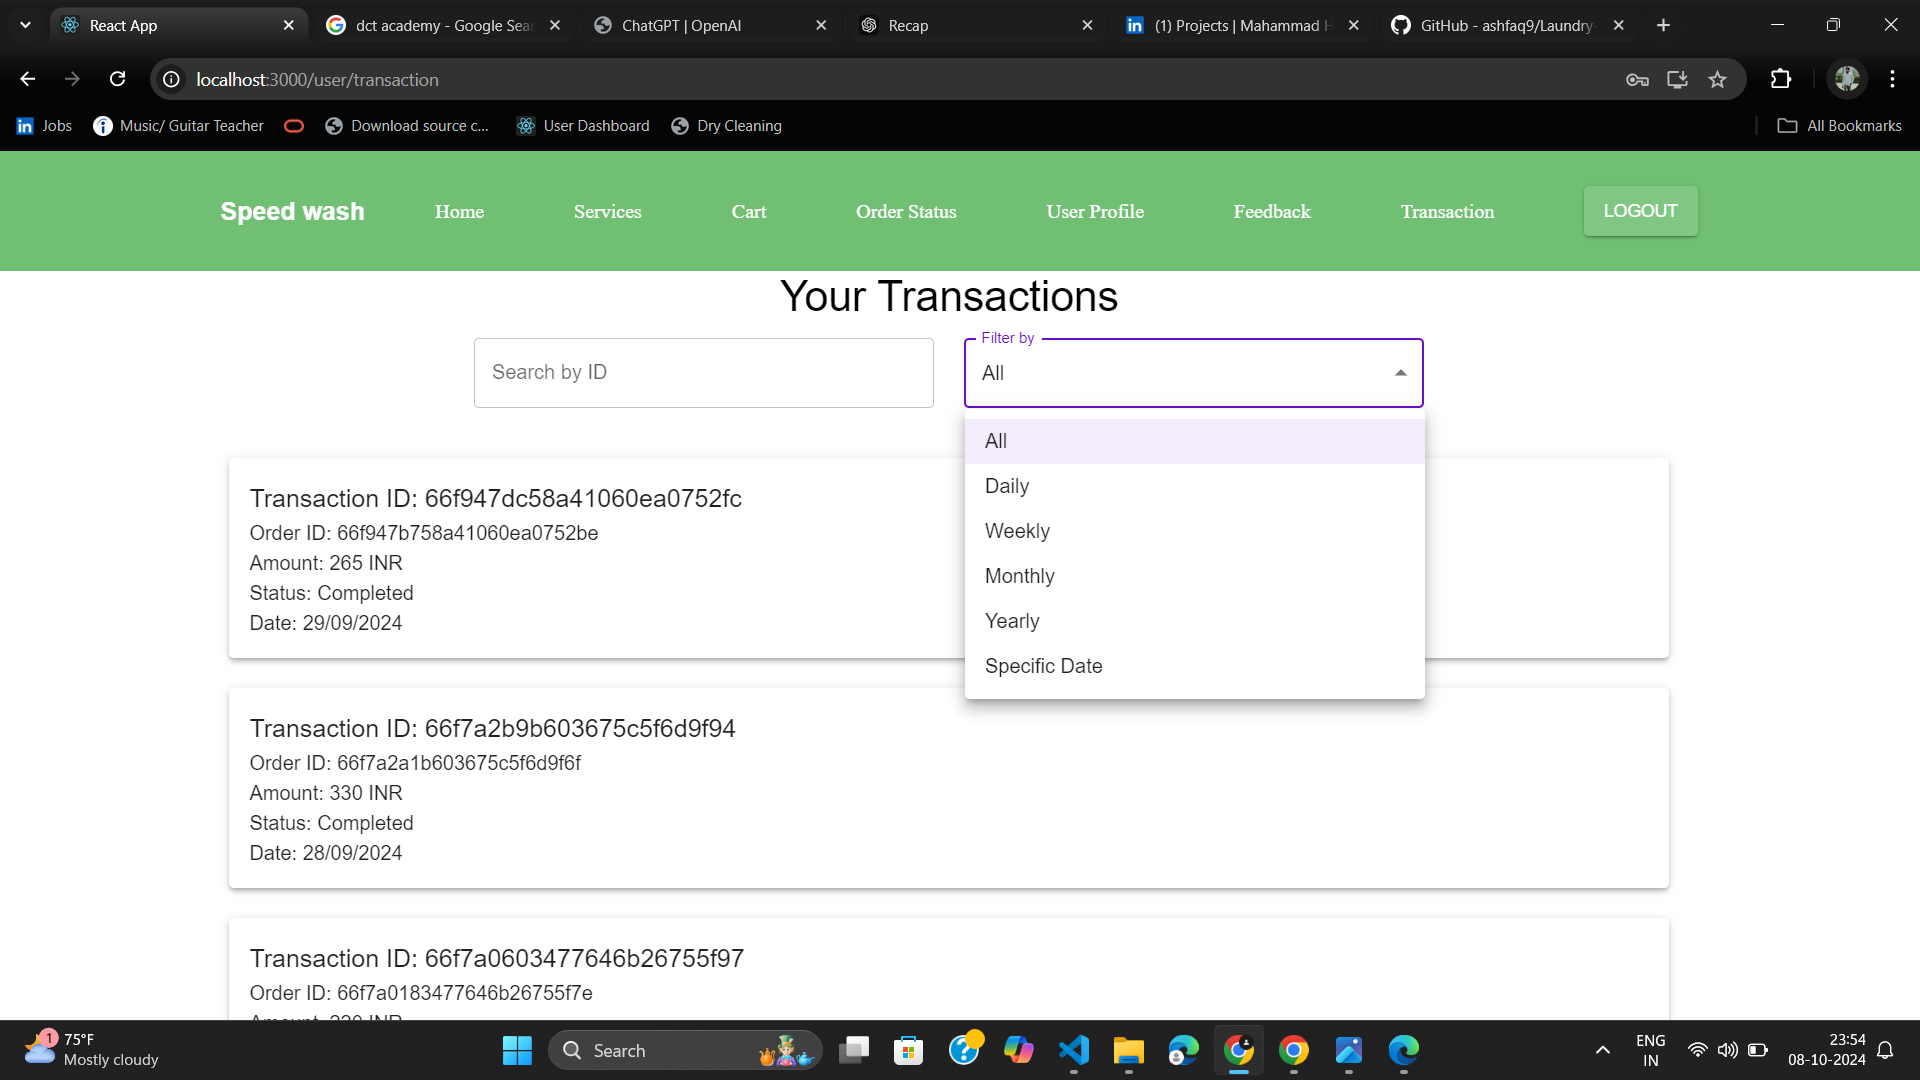 React App
dct academy - Google Sea
ChatGPT | OpenAI
Recap
(1) Projects | Mahammad H
GitHub - ashfaq9/Laundry-
localhost:3000/user/transaction
Jobs
Music/ Guitar Teacher
Download source c...
User Dashboard
Dry Cleaning
All Bookmarks
Speed wash
Home
Services
Cart
Order Status
User Profile
Feedback
Transaction
LOGOUT
Your Transactions
Search by ID
Filter by
All
All
Daily
Weekly
Monthly
Yearly
Specific Date
Transaction ID: 66f947dc58a41060ea0752fc
Order ID: 66f947b758a41060ea0752be
Amount: 265 INR
Status: Completed
Date: 29/09/2024
Transaction ID: 66f7a2b9b603675c5f6d9f94
Order ID: 66f7a2a1b603675c5f6d9f6f
Amount: 330 INR
Status: Completed
Date: 28/09/2024
Transaction ID: 66f7a0603477646b26755f97
Order ID: 66f7a0183477646b26755f7e
Amount: 220 INR
1
75°F
Mostly cloudy
Search
ENG
IN
23:54
08-10-2024